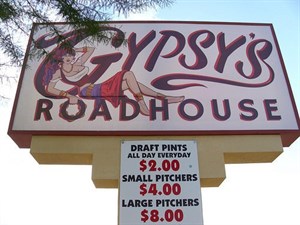 GYPSY'S
ROADHOUSE
DRAFT PINTS
ALL DAY EVERYDAY
$2.00
SMALL PITCHERS
$4.00
LARGE PITCHERS
$8.00